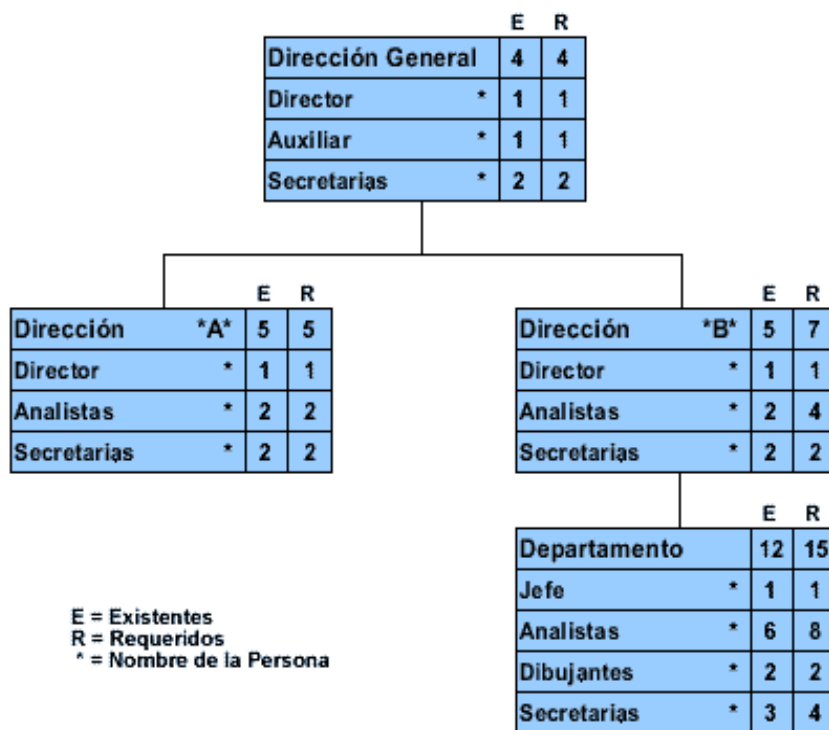 E R
Dirección General 4 4
Director * 1 1
Auxiliar * 1 1
Secretarias * 2 2
E R
Dirección *A* 5 5
Director * 1 1
Analistas * 2 2
Secretarias * 2 2
E R
Dirección *B* 5 7
Director * 1 1
Analistas * 2 4
Secretarias * 2 2
E R
Departamento 12 15
Jefe * 1 1
Analistas * 6 8
Dibujantes * 2 2
Secretarias * 3 4
E = Existentes
R = Requeridos
* = Nombre de la Persona